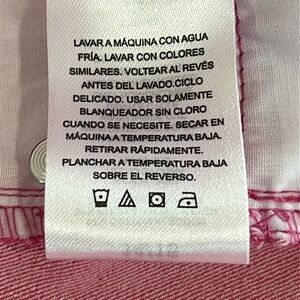 LAVAR A MÁQUINA CON AGUA
FRÍA. LAVAR CON COLORES
SIMILARES. VOLTEAR AL REVÉS
ANTES DEL LAVADO.CICLO
DELICADO. USAR SOLAMENTE
BLANQUEADOR SIN CLORO
CUANDO SE NECESITE. SECAR EN
MÁQUINA A TEMPERATURA BAJA.
RETIRAR RÁPIDAMENTE.
PLANCHAR A TEMPERATURA BAJA
SOBRE EL REVERSO.